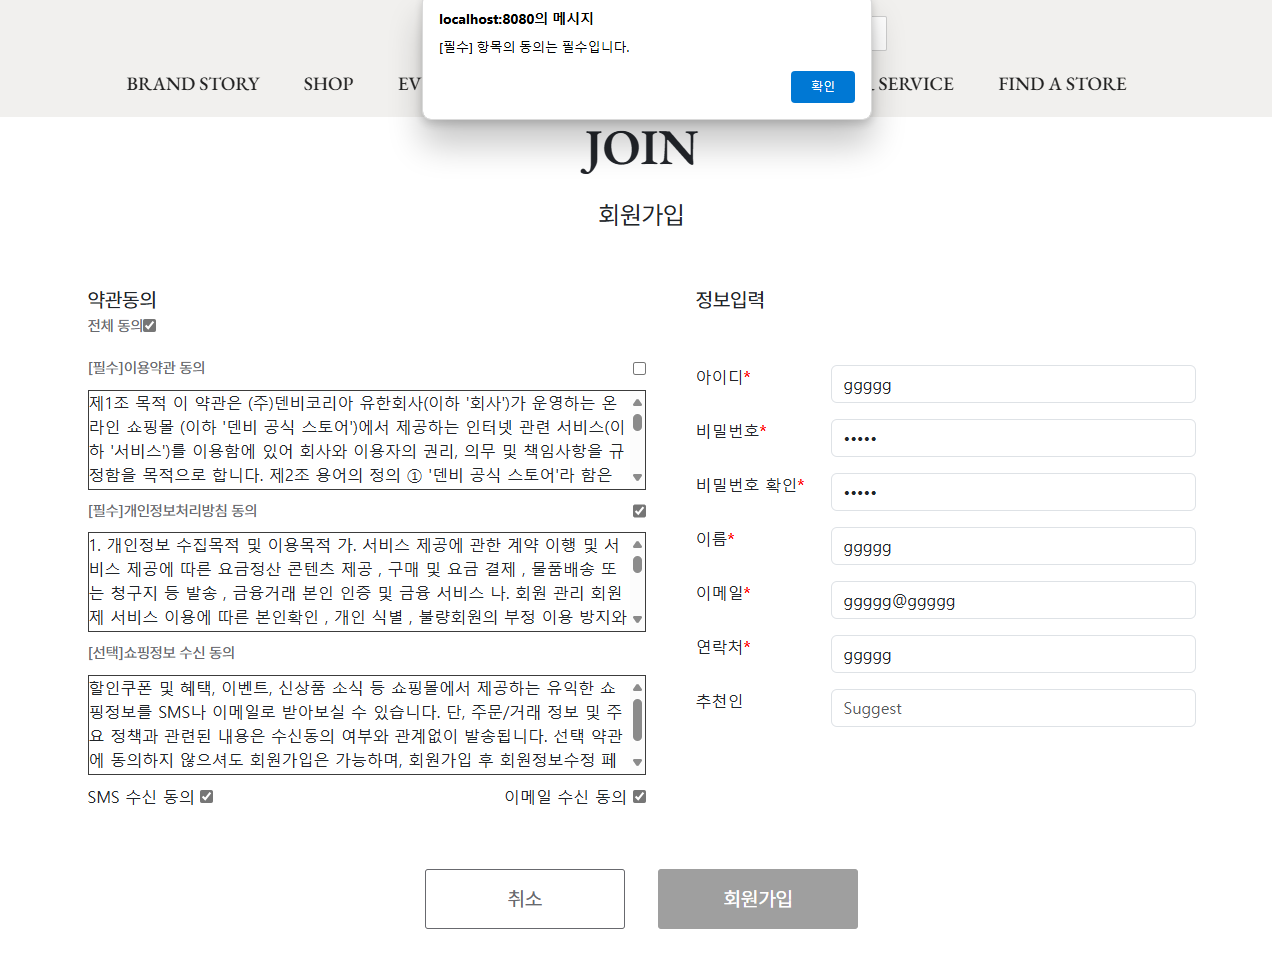 localhost:8080의 메시지
[필수] 항목의 동의는 필수입니다.
확인
BRAND STORY SHOP EV SERVICE FIND A STORE
JOIN
회원가입
약관동의
전체 동의
[필수]이용약관 동의
제1조 목적 이 약관은 (주)덴비코리아 유한회사(이하 '회사')가 운영하는 온
라인 쇼핑몰 (이하 '덴비 공식 스토어')에서 제공하는 인터넷 관련 서비스(이
하 '서비스')를 이용함에 있어 회사와 이용자의 권리, 의무 및 책임사항을 규
정함을 목적으로 합니다. 제2조 용어의 정의 ① '덴비 공식 스토어'라 함은
[필수]개인정보처리방침 동의
1. 개인정보 수집목적 및 이용목적 가. 서비스 제공에 관한 계약 이행 및 서
비스 제공에 따른 요금정산 콘텐츠 제공 , 구매 및 요금 결제 , 물품배송 또
는 청구지 등 발송 , 금융거래 본인 인증 및 금융 서비스 나. 회원 관리 회원
제 서비스 이용에 따른 본인확인 , 개인 식별 , 불량회원의 부정 이용 방지와
[선택]쇼핑정보 수신 동의
할인쿠폰 및 혜택, 이벤트, 신상품 소식 등 쇼핑몰에서 제공하는 유익한 쇼
핑정보를 SMS나 이메일로 받아보실 수 있습니다. 단, 주문/거래 정보 및 주
요 정책과 관련된 내용은 수신동의 여부와 관계없이 발송됩니다. 선택 약관
에 동의하지 않으셔도 회원가입은 가능하며, 회원가입 후 회원정보수정 페
SMS 수신 동의 이메일 수신 동의
정보입력
아이디* ggggg
비밀번호* •••••
비밀번호 확인* •••••
이름* ggggg
이메일* ggggg@ggggg
연락처* ggggg
추천인 Suggest
취소 회원가입